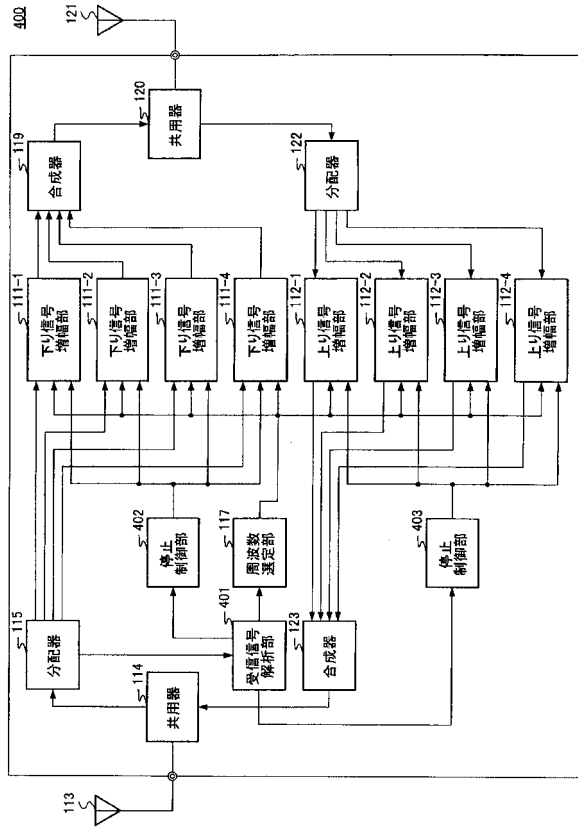 400
113
114
共用器
115
分配器
401
受信信号
解析部
402
停止
制御部
117
周波数
選定部
123
合成器
403
停止
制御部
111-1
下り信号
増幅部
111-2
下り信号
増幅部
111-3
下り信号
増幅部
111-4
下り信号
増幅部
112-1
上り信号
増幅部
112-2
上り信号
増幅部
112-3
上り信号
増幅部
112-4
上り信号
増幅部
119
合成器
120
共用器
122
分配器
121